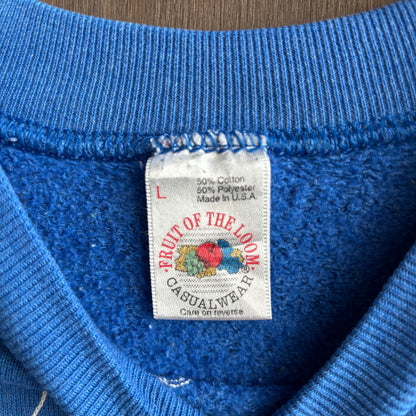 L
50% Cotton
50% Polyester
Made in U.S.A.
FRUIT OF THE LOOM
®
CASUALWEAR
Care on reverse